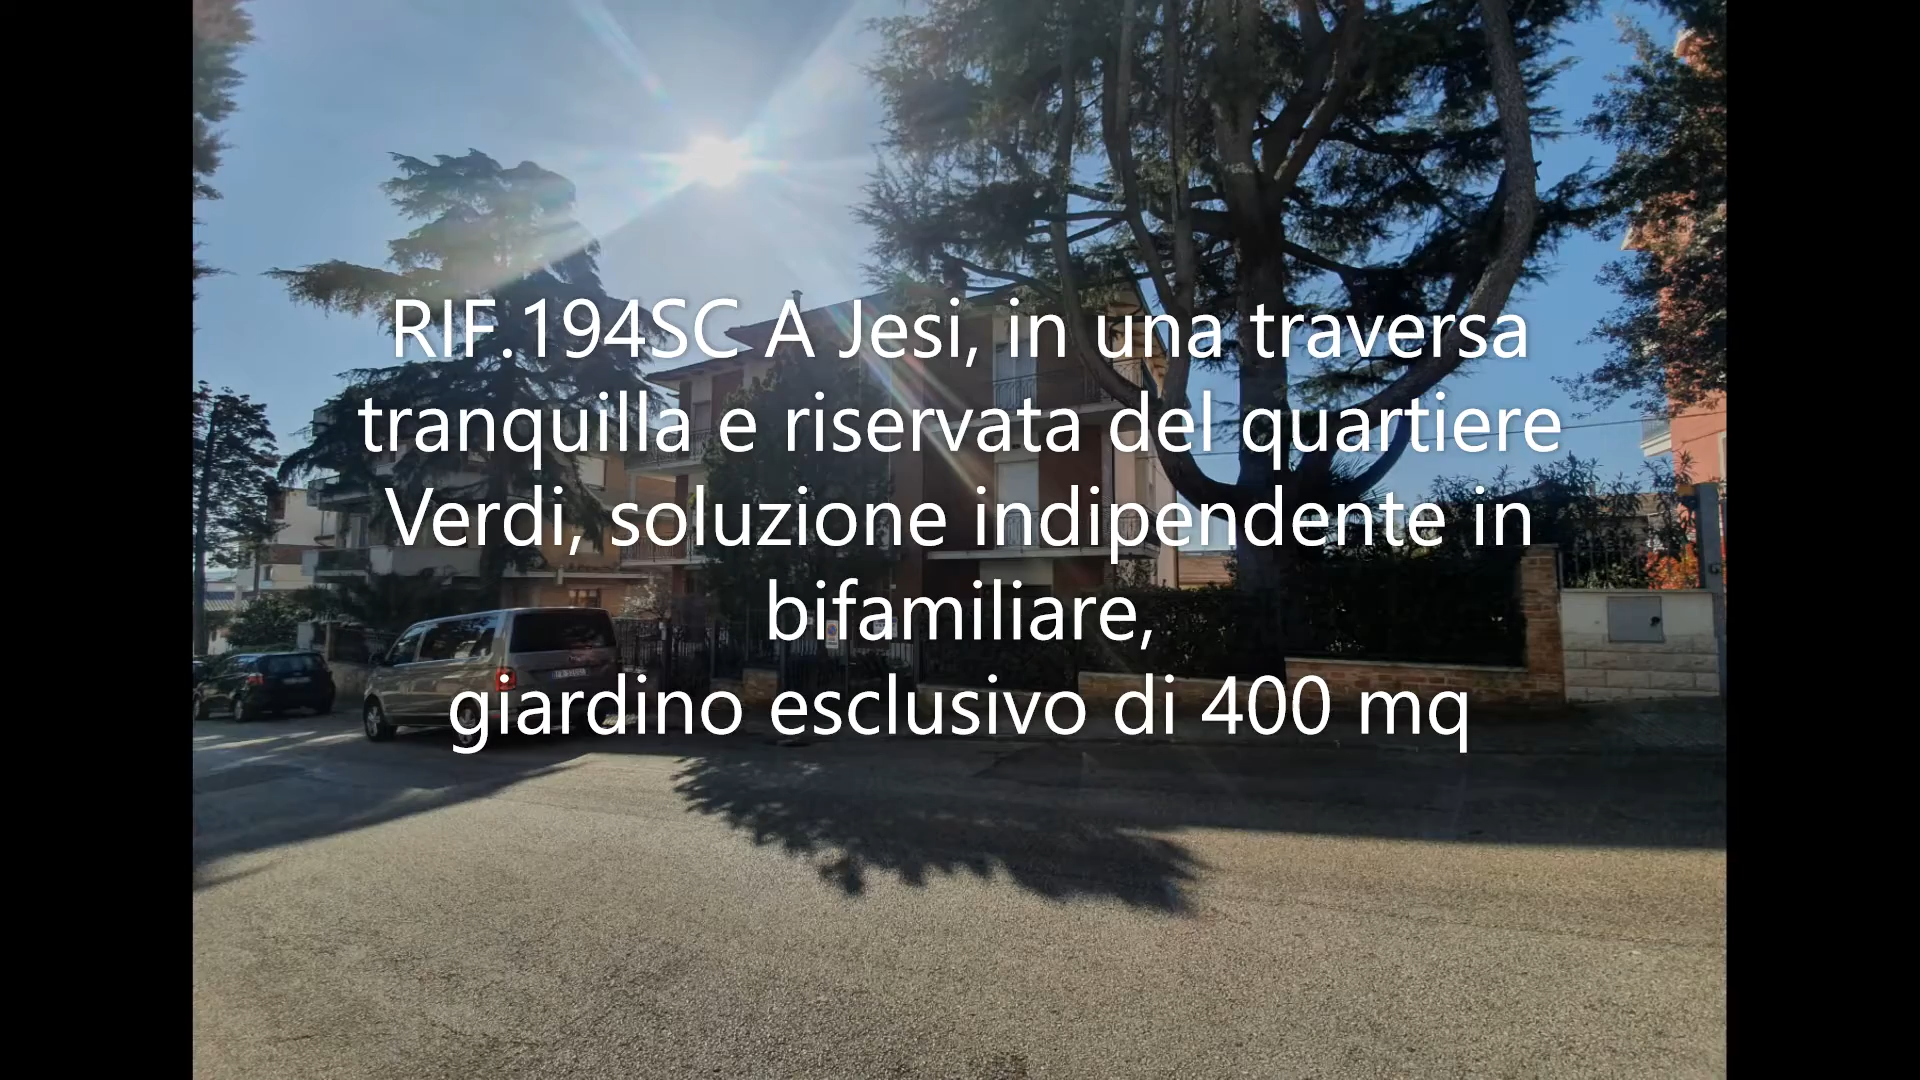 RIF.194SC A Jesi, in una traversa
tranquilla e riservata del quartiere
Verdi, soluzione indipendente in
bifamiliare,
giardino esclusivo di 400 mq